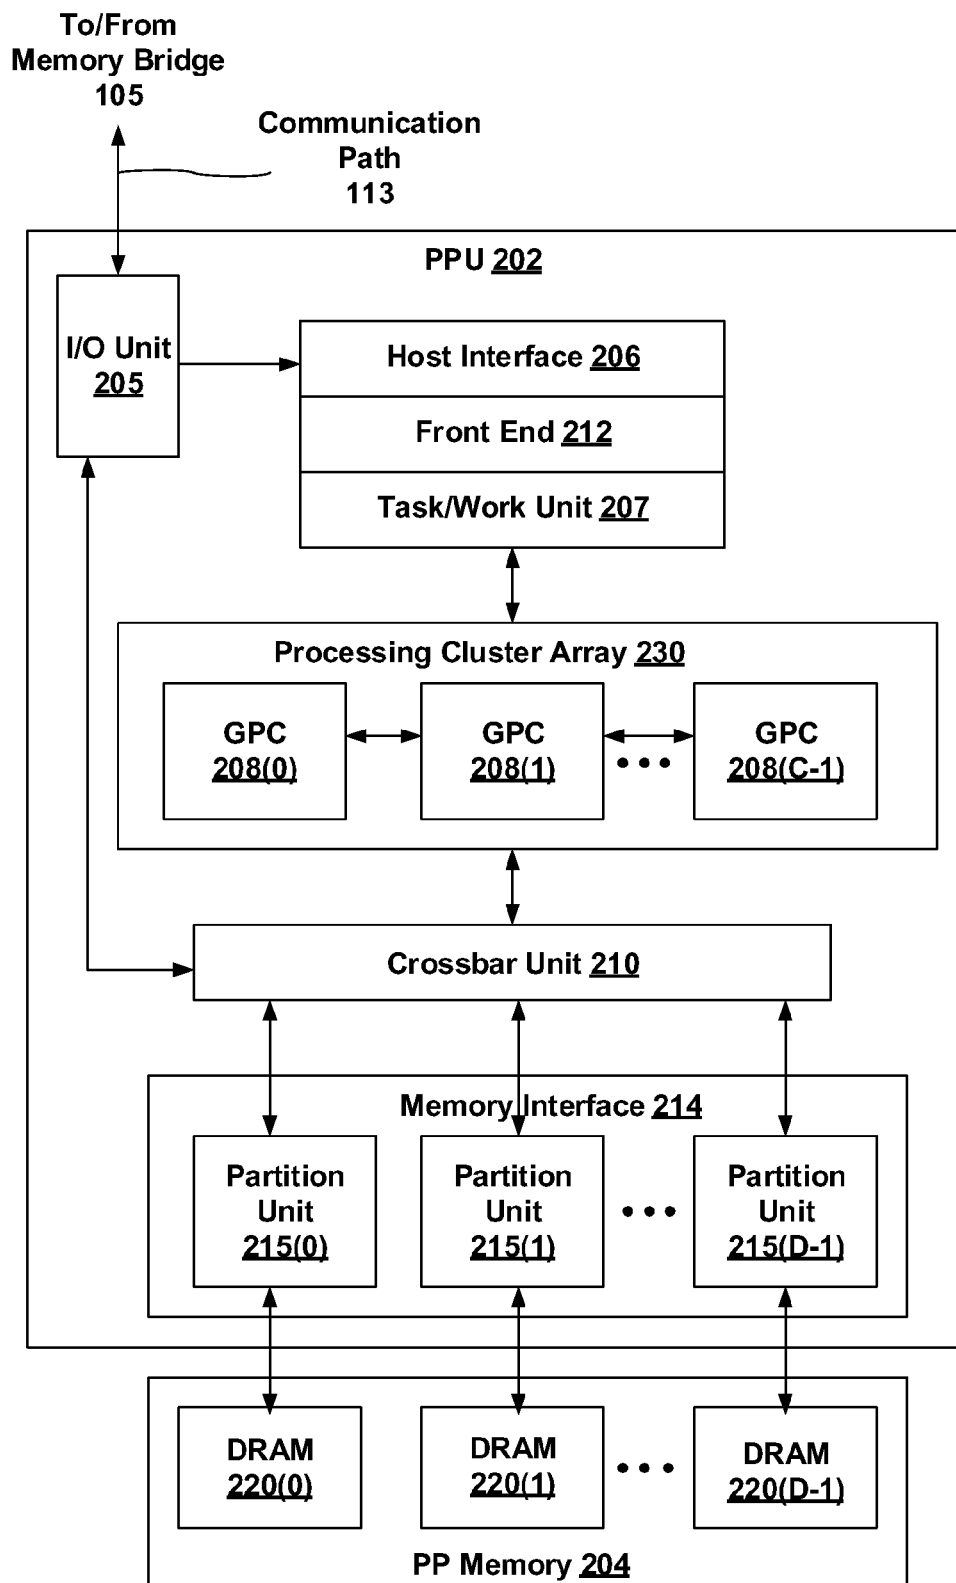 To/From
Memory Bridge
105
Communication
Path
113
PPU 202
I/O Unit
205
Host Interface 206
Front End 212
Task/Work Unit 207
Processing Cluster Array 230
GPC
208(0)
GPC
208(1)
GPC
208(C-1)
Crossbar Unit 210
Memory Interface 214
Partition
Unit
215(0)
Partition
Unit
215(1)
Partition
Unit
215(D-1)
DRAM
220(0)
DRAM
220(1)
DRAM
220(D-1)
PP Memory 204